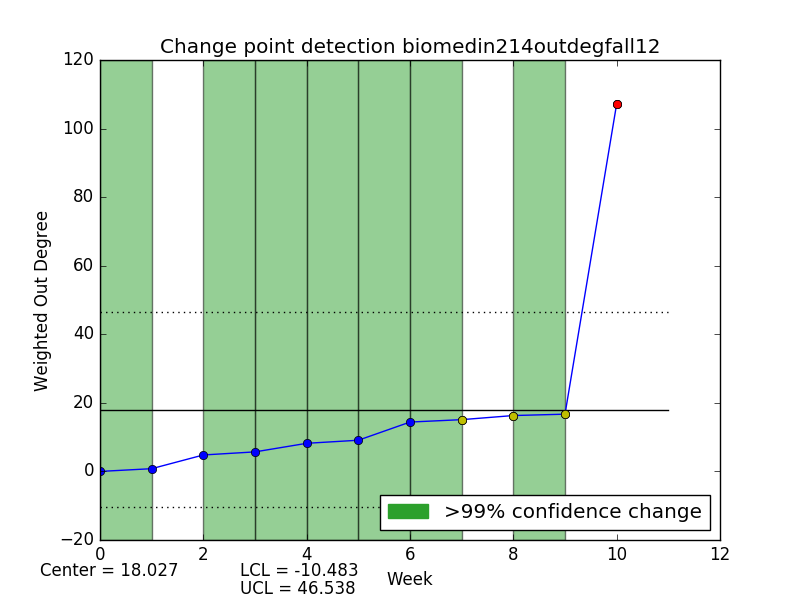 Change point detection biomedin214outdegfall12
120
100
80
60
40
20
0
−20
Weighted Out Degree
>99% confidence change
0 2 4 6 8 10 12
Center = 18.027 LCL = -10.483 Week
UCL = 46.538